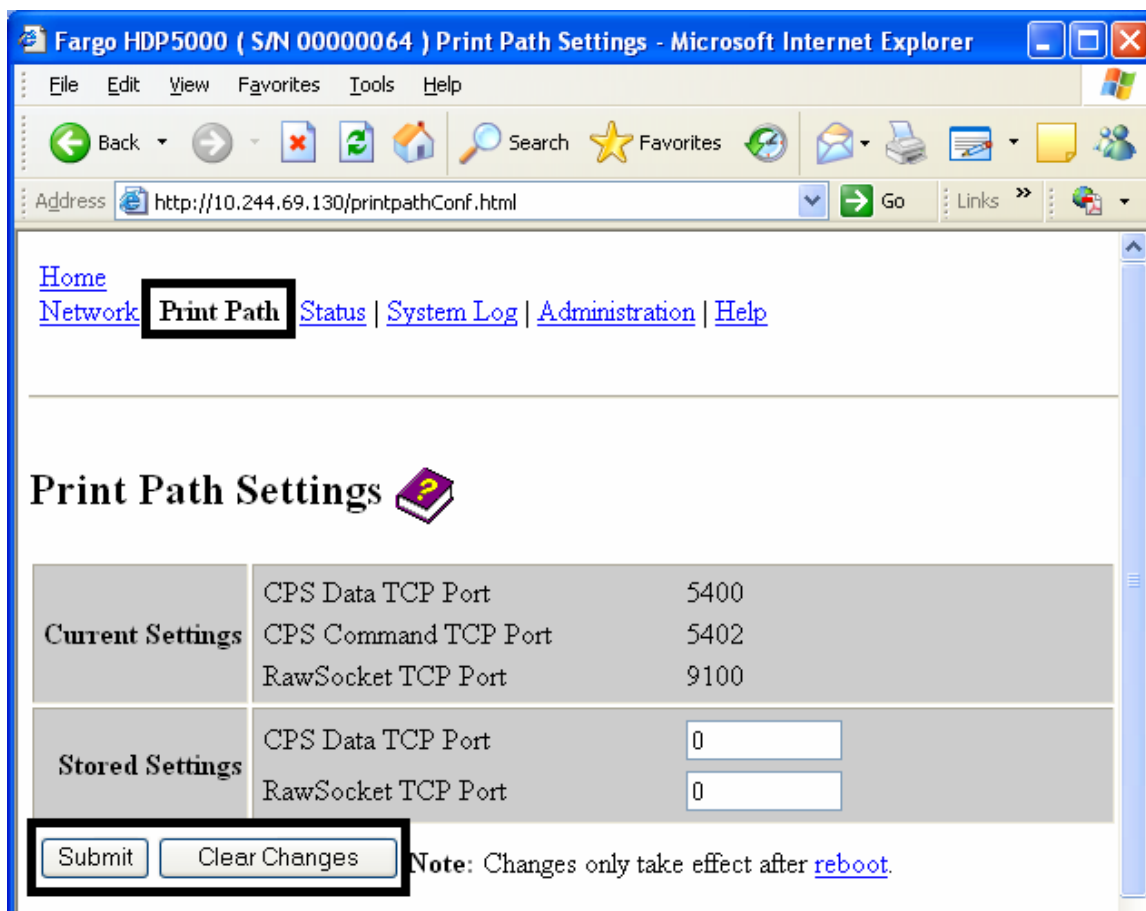 Fargo HDP5000 ( S/N 00000064 ) Print Path Settings - Microsoft Internet Explorer
File Edit View Favorites Tools Help
Back Search Favorites
Address http://10.244.69.130/printpathConf.html Go Links »
Home
Network Print Path Status | System Log | Administration | Help
Print Path Settings ?
Current Settings
CPS Data TCP Port 5400
CPS Command TCP Port 5402
RawSocket TCP Port 9100
Stored Settings
CPS Data TCP Port 0
RawSocket TCP Port 0
Submit Clear Changes Note: Changes only take effect after reboot.